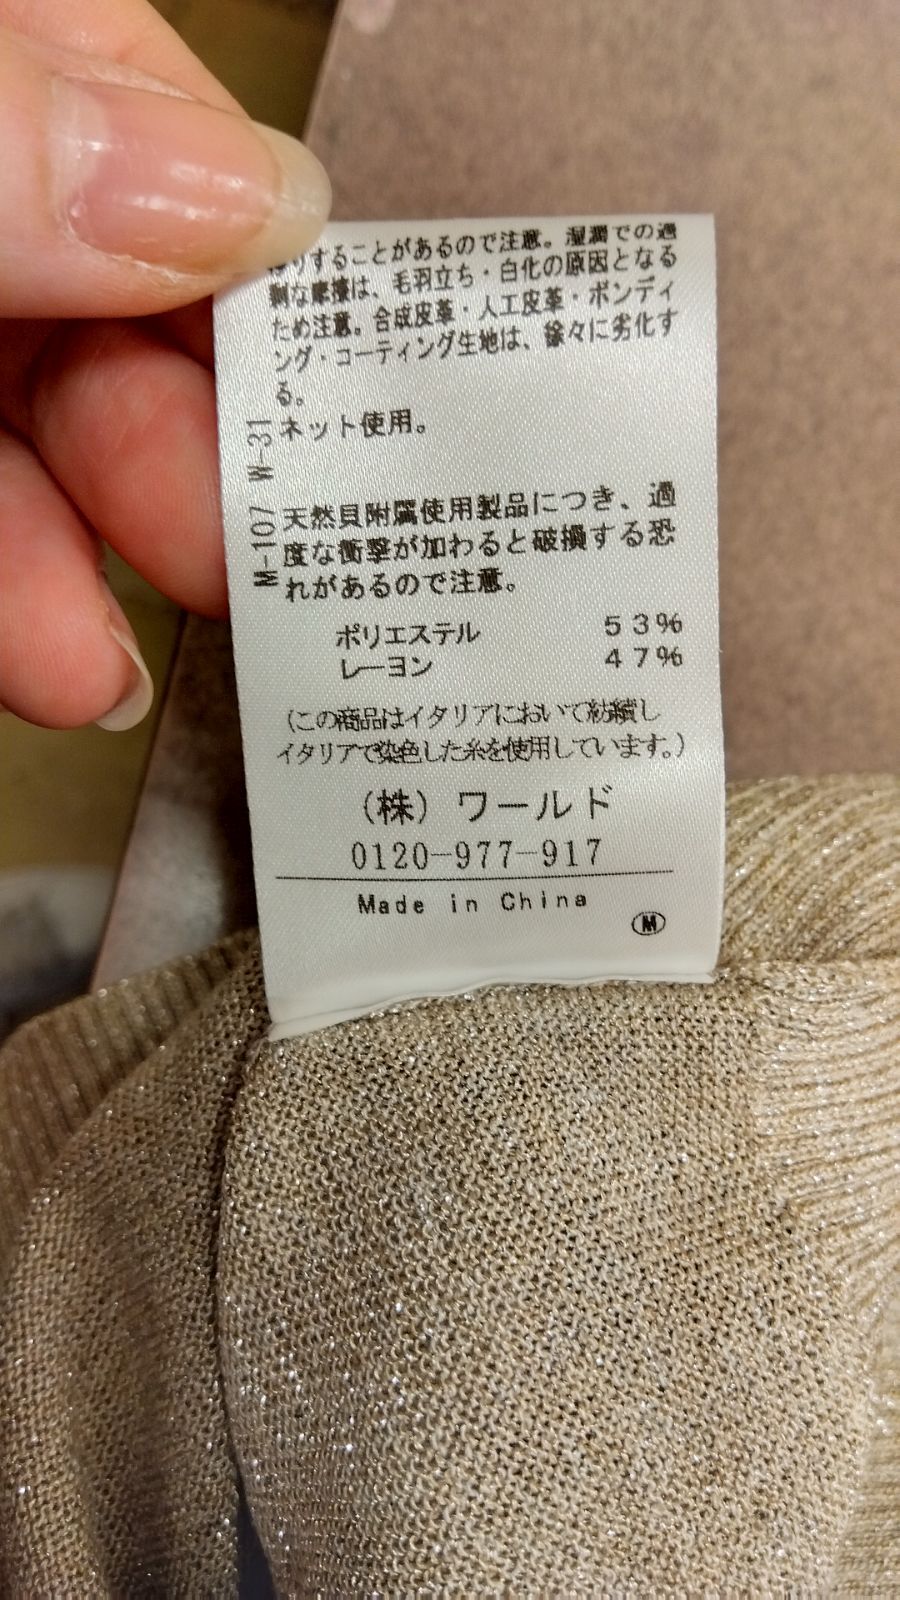 りすることがあるので注意。湿潤での過
剰な摩擦は、毛羽立ち・白化の原因となる
ため注意。合成皮革・人工皮革・ボンディ
ング・コーティング生地は、徐々に劣化す
る。
ネット使用。
M-107 W-31
天然貝附属使用製品につき、過
度な衝撃が加わると破損する恐
れがあるので注意。
ポリエステル 53%
レーヨン 47%
(この商品はイタリアにおいて紡績し
イタリアで染色した糸を使用しています。)
(株) ワールド
0120-977-917
Made in China
M